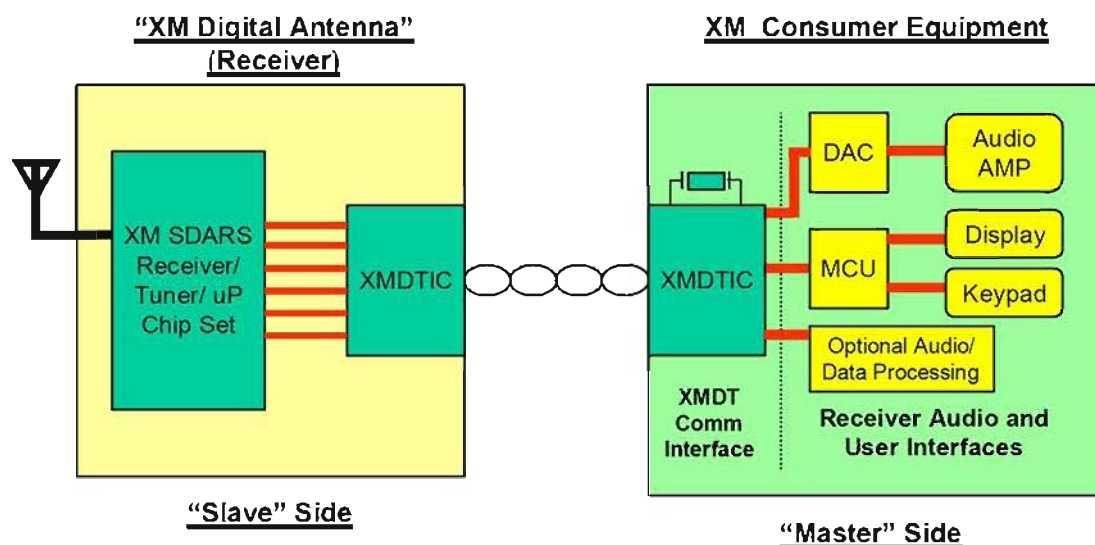 “XM Digital Antenna”
(Receiver)
XM SDARS
Receiver/
Tuner/ uP
Chip Set
XMDTIC
“Slave” Side
XM Consumer Equipment
XMDTIC
XMDT
Comm
Interface
DAC
Audio
AMP
MCU
Display
Keypad
Optional Audio/
Data Processing
Receiver Audio and
User Interfaces
“Master” Side